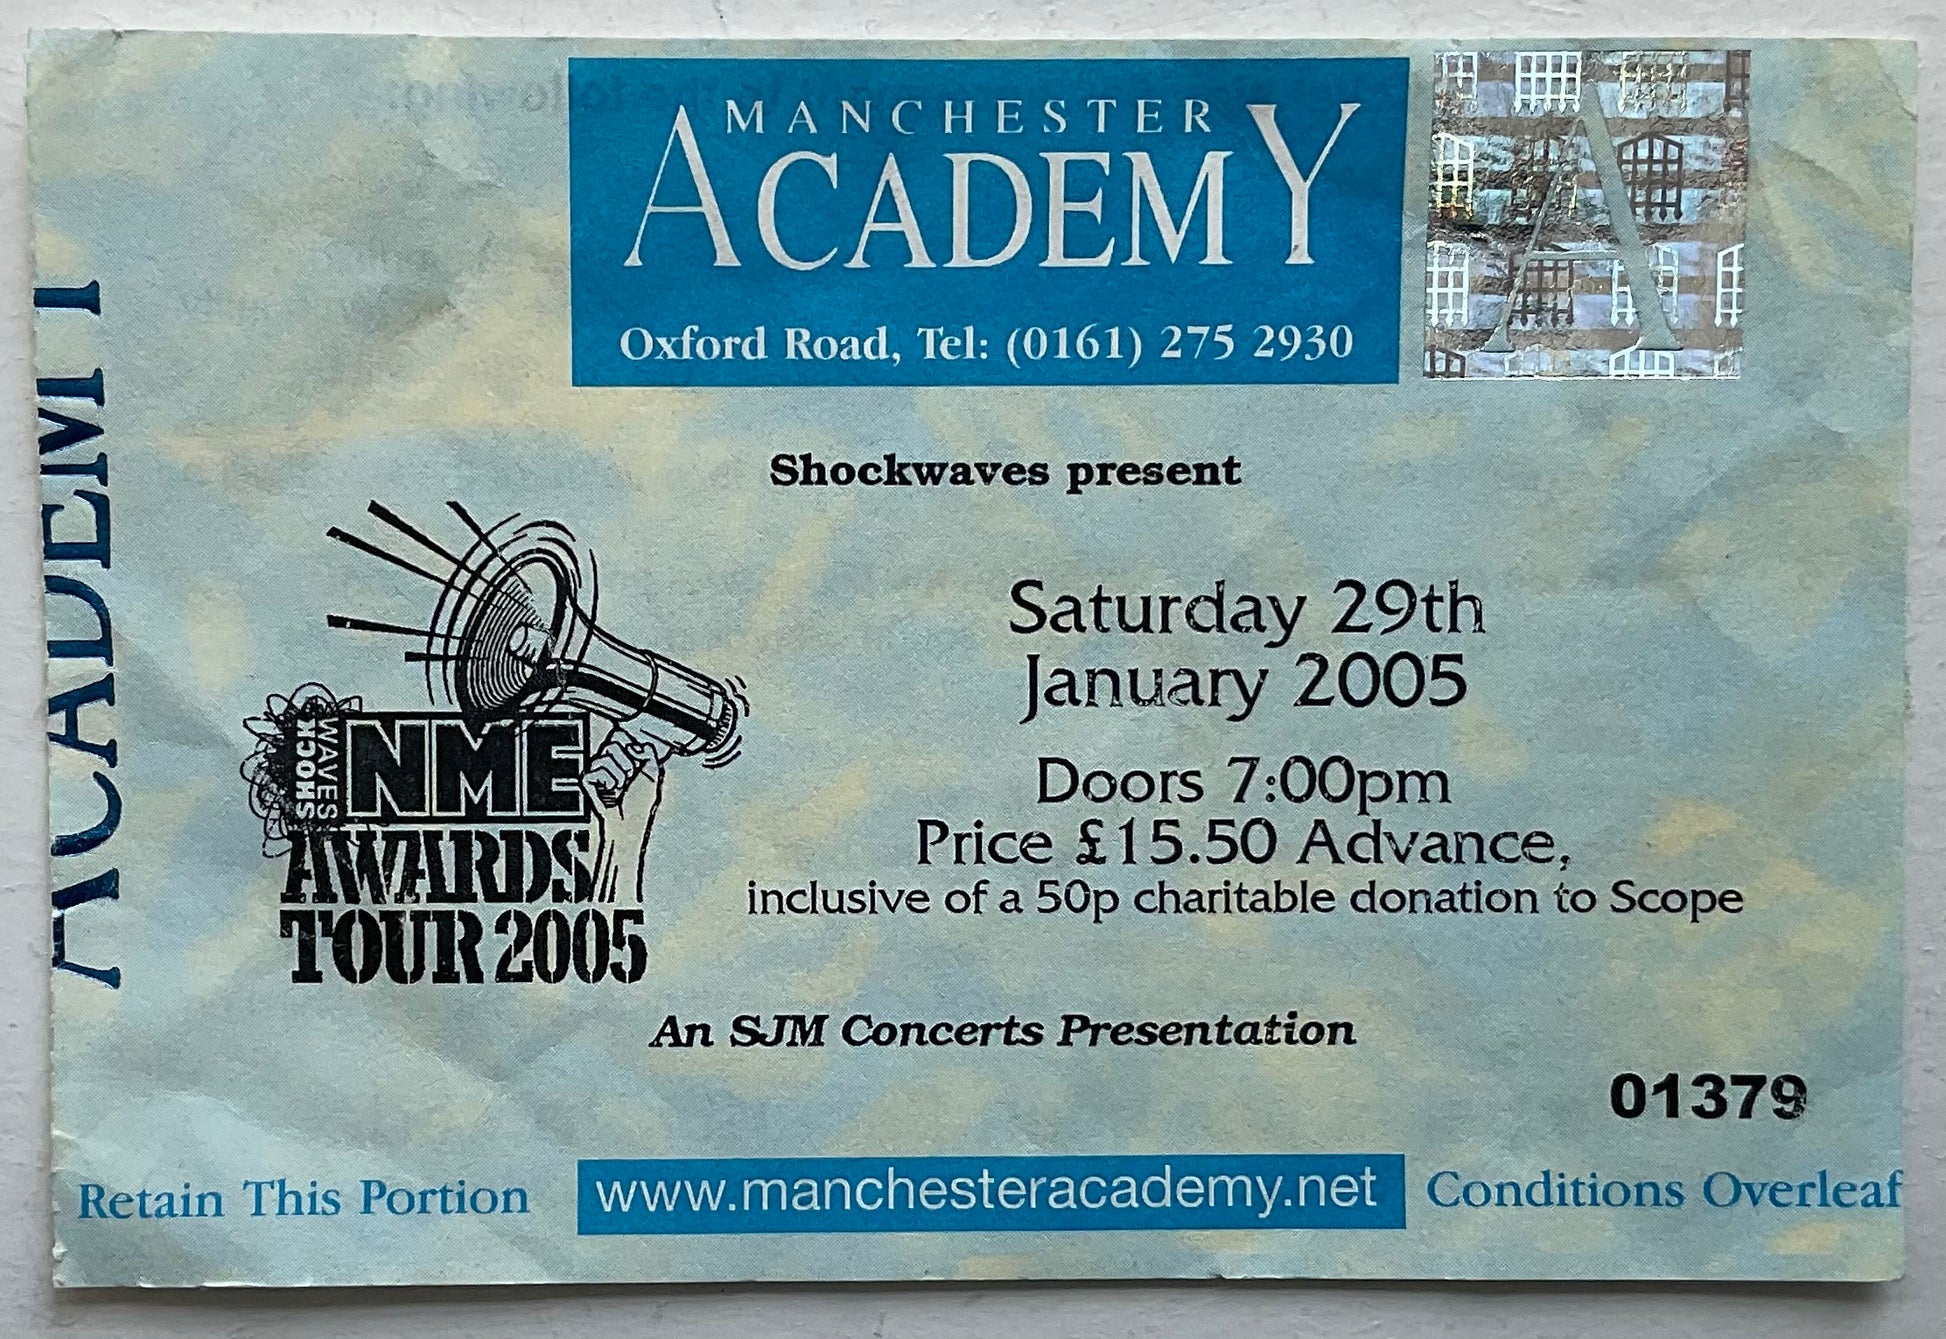 MANCHESTER
ACADEMY
Oxford Road, Tel: (0161) 275 2930
A
ACADEMY
Shockwaves present
Saturday 29th
January 2005
Doors 7:00pm
Price £15.50 Advance,
inclusive of a 50p charitable donation to Scope
SHOCK
WAVES
NME
AWARDS
TOUR 2005
An SJM Concerts Presentation
01379
Retain This Portion
www.manchesteracademy.net
Conditions Overleaf